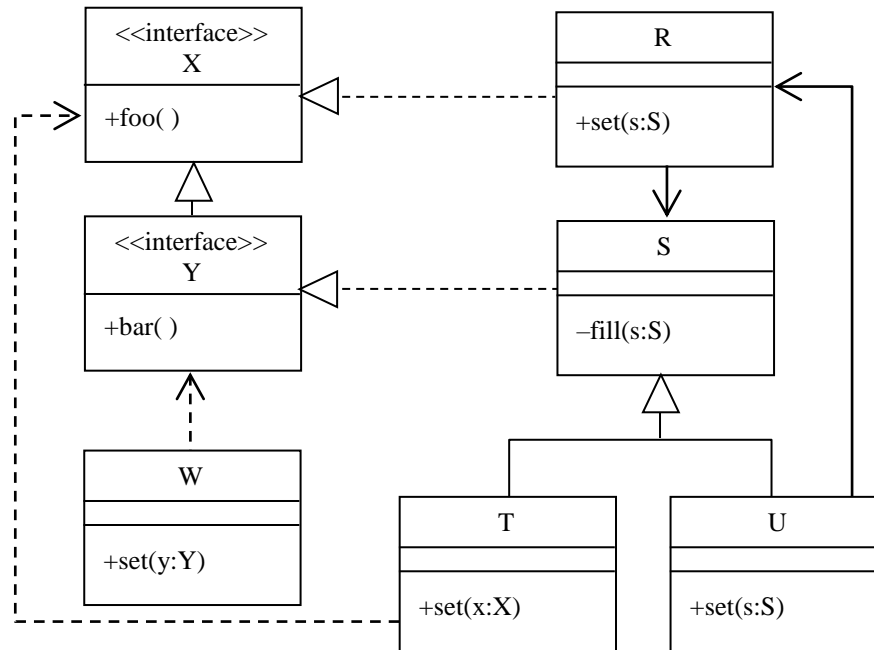 <<interface>>
X
+foo( )
R
+set(s:S)
<<interface>>
Y
+bar( )
S
–fill(s:S)
W
+set(y:Y)
T
+set(x:X)
U
+set(s:S)